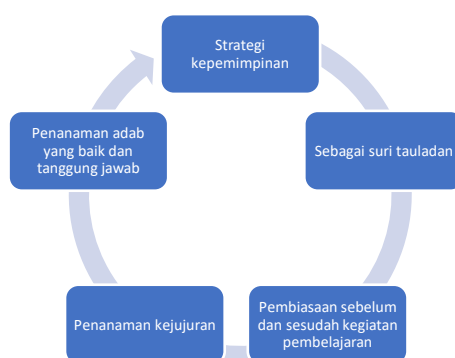 Strategi
kepemimpinan
Sebagai suri tauladan
Pembiasaan sebelum
dan sesudah kegiatan
pembelajaran
Penanaman kejujuran
Penanaman adab
yang baik dan
tanggung jawab